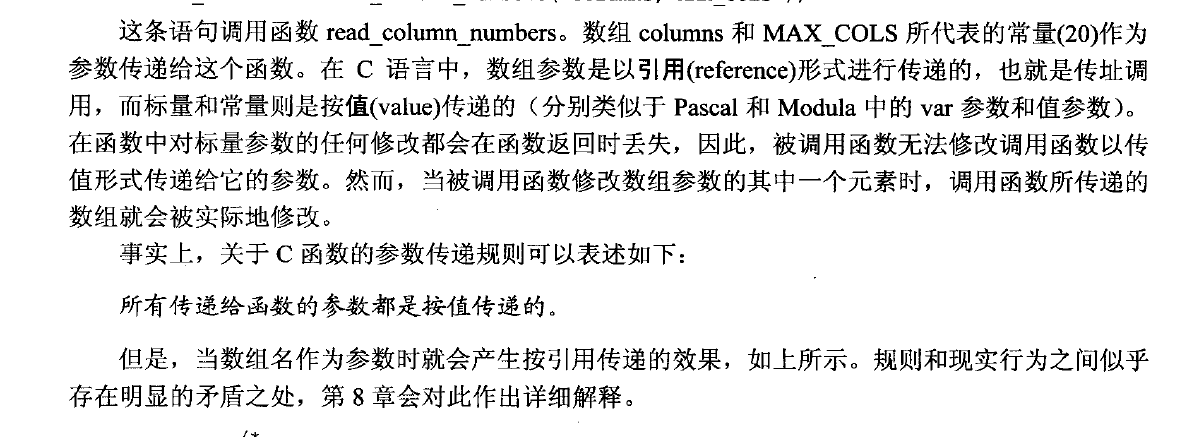 这条语句调用函数 read_column_numbers。数组 columns 和 MAX_COLS 所代表的常量(20)作为
参数传递给这个函数。在 C 语言中，数组参数是以引用(reference)形式进行传递的，也就是传址调
用，而标量和常量则是按值(value)传递的（分别类似于 Pascal 和 Modula 中的 var 参数和值参数）。
在函数中对标量参数的任何修改都会在函数返回时丢失，因此，被调用函数无法修改调用函数以传
值形式传递给它的参数。然而，当被调用函数修改数组参数的其中一个元素时，调用函数所传递的
数组就会被实际地修改。
事实上，关于 C 函数的参数传递规则可以表述如下：
所有传递给函数的参数都是按值传递的。
但是，当数组名作为参数时就会产生按引用传递的效果，如上所示。规则和现实行为之间似乎
存在明显的矛盾之处，第 8 章会对此作出详细解释。
/*